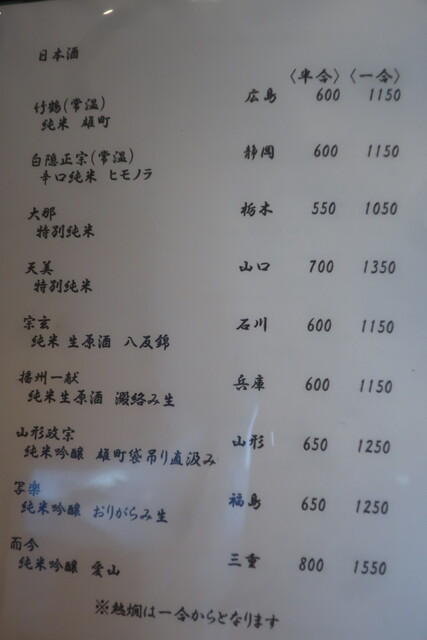 日本酒
〈半合〉 〈一合〉
竹鶴(常温) 広島 600 1150
純米 雄町
白隠正宗(常温) 静岡 600 1150
辛口純米 ヒモノラ
大那 栃木 550 1050
特別純米
天美 山口 700 1350
特別純米
宗玄 石川 600 1150
純米 生原酒 八反錦
播州一献 兵庫 600 1150
純米生原酒 澱絡み生
山形政宗 山形 650 1250
純米吟醸 雄町袋吊り直汲み
写楽 福島 650 1250
純米吟醸 おりがらみ生
而今 三重 800 1550
純米吟醸 愛山
※熱燗は一合からとなります